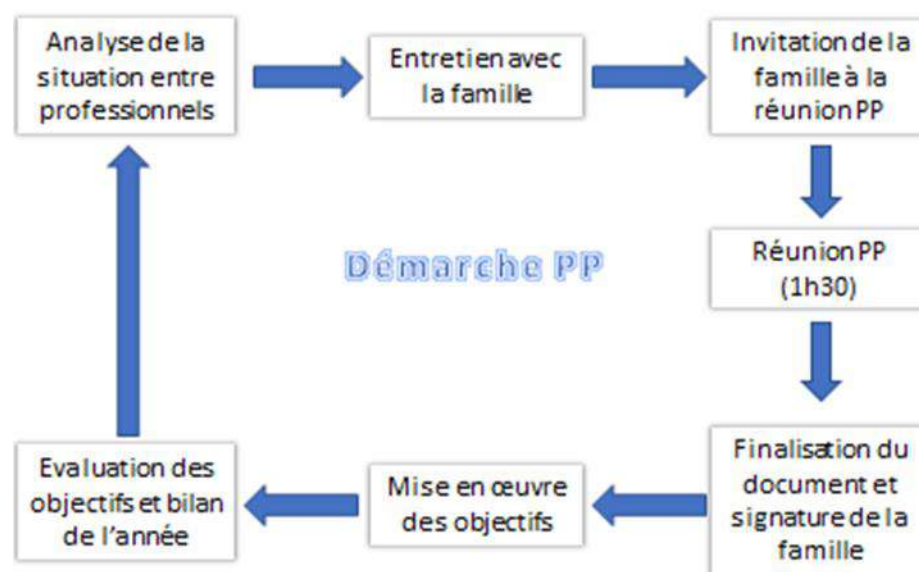 Analyse de la
situation entre
professionnels
Entretien avec
la famille
Invitation de la
famille à la
réunion PP
Démarche PP
Réunion PP
(1h30)
Finalisation du
document et
signature de la
famille
Mise en œuvre
des objectifs
Evaluation des
objectifs et bilan
de l'année